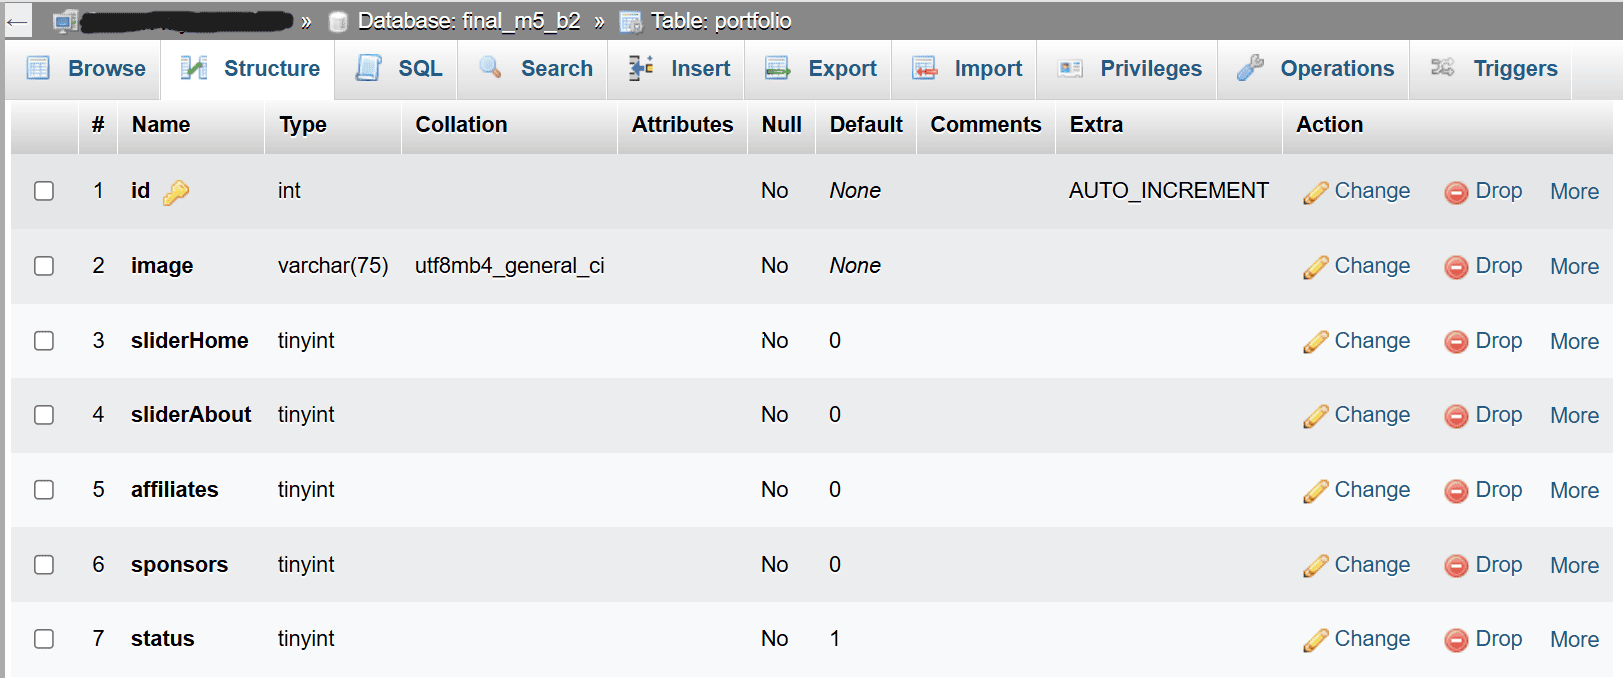 » Database: final_m5_b2 » Table: portfolio
Browse Structure SQL Search Insert Export Import Privileges Operations Triggers
# Name Type Collation Attributes Null Default Comments Extra Action
1 id int No None AUTO_INCREMENT Change Drop More
2 image varchar(75) utf8mb4_general_ci No None Change Drop More
3 sliderHome tinyint No 0 Change Drop More
4 sliderAbout tinyint No 0 Change Drop More
5 affiliates tinyint No 0 Change Drop More
6 sponsors tinyint No 0 Change Drop More
7 status tinyint No 1 Change Drop More